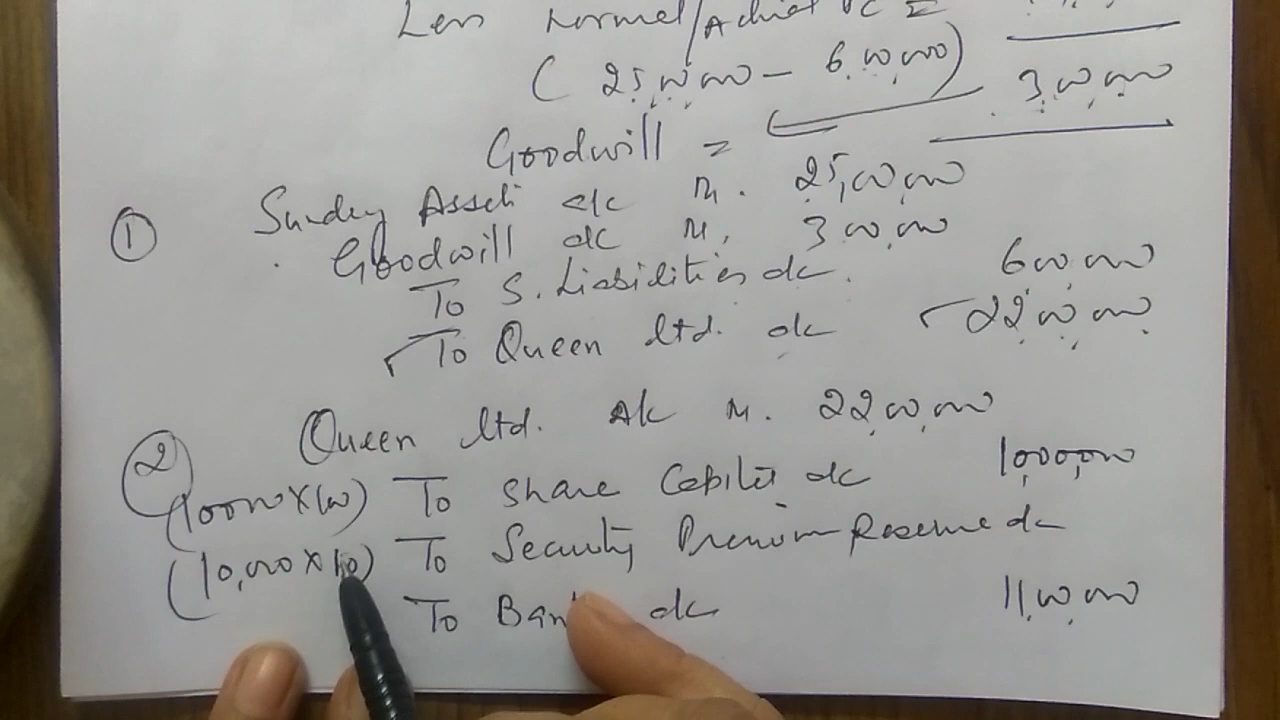 Less Normal/Actual
(25,00,000 - 6,00,000) 3,00,000
Goodwill =
① Sundry Assets a/c Dr. 25,00,000
Goodwill a/c Dr. 3,00,000
To S. Liabilities a/c. 6,00,000
To Queen ltd. a/c 22,00,000
② Queen ltd. A/c Dr. 22,00,000
(10000 X 100) To Share Capital a/c 10,00,000
(10,000 X 10) To Security Premium Reserve a/c
To Bank a/c 11,00,000